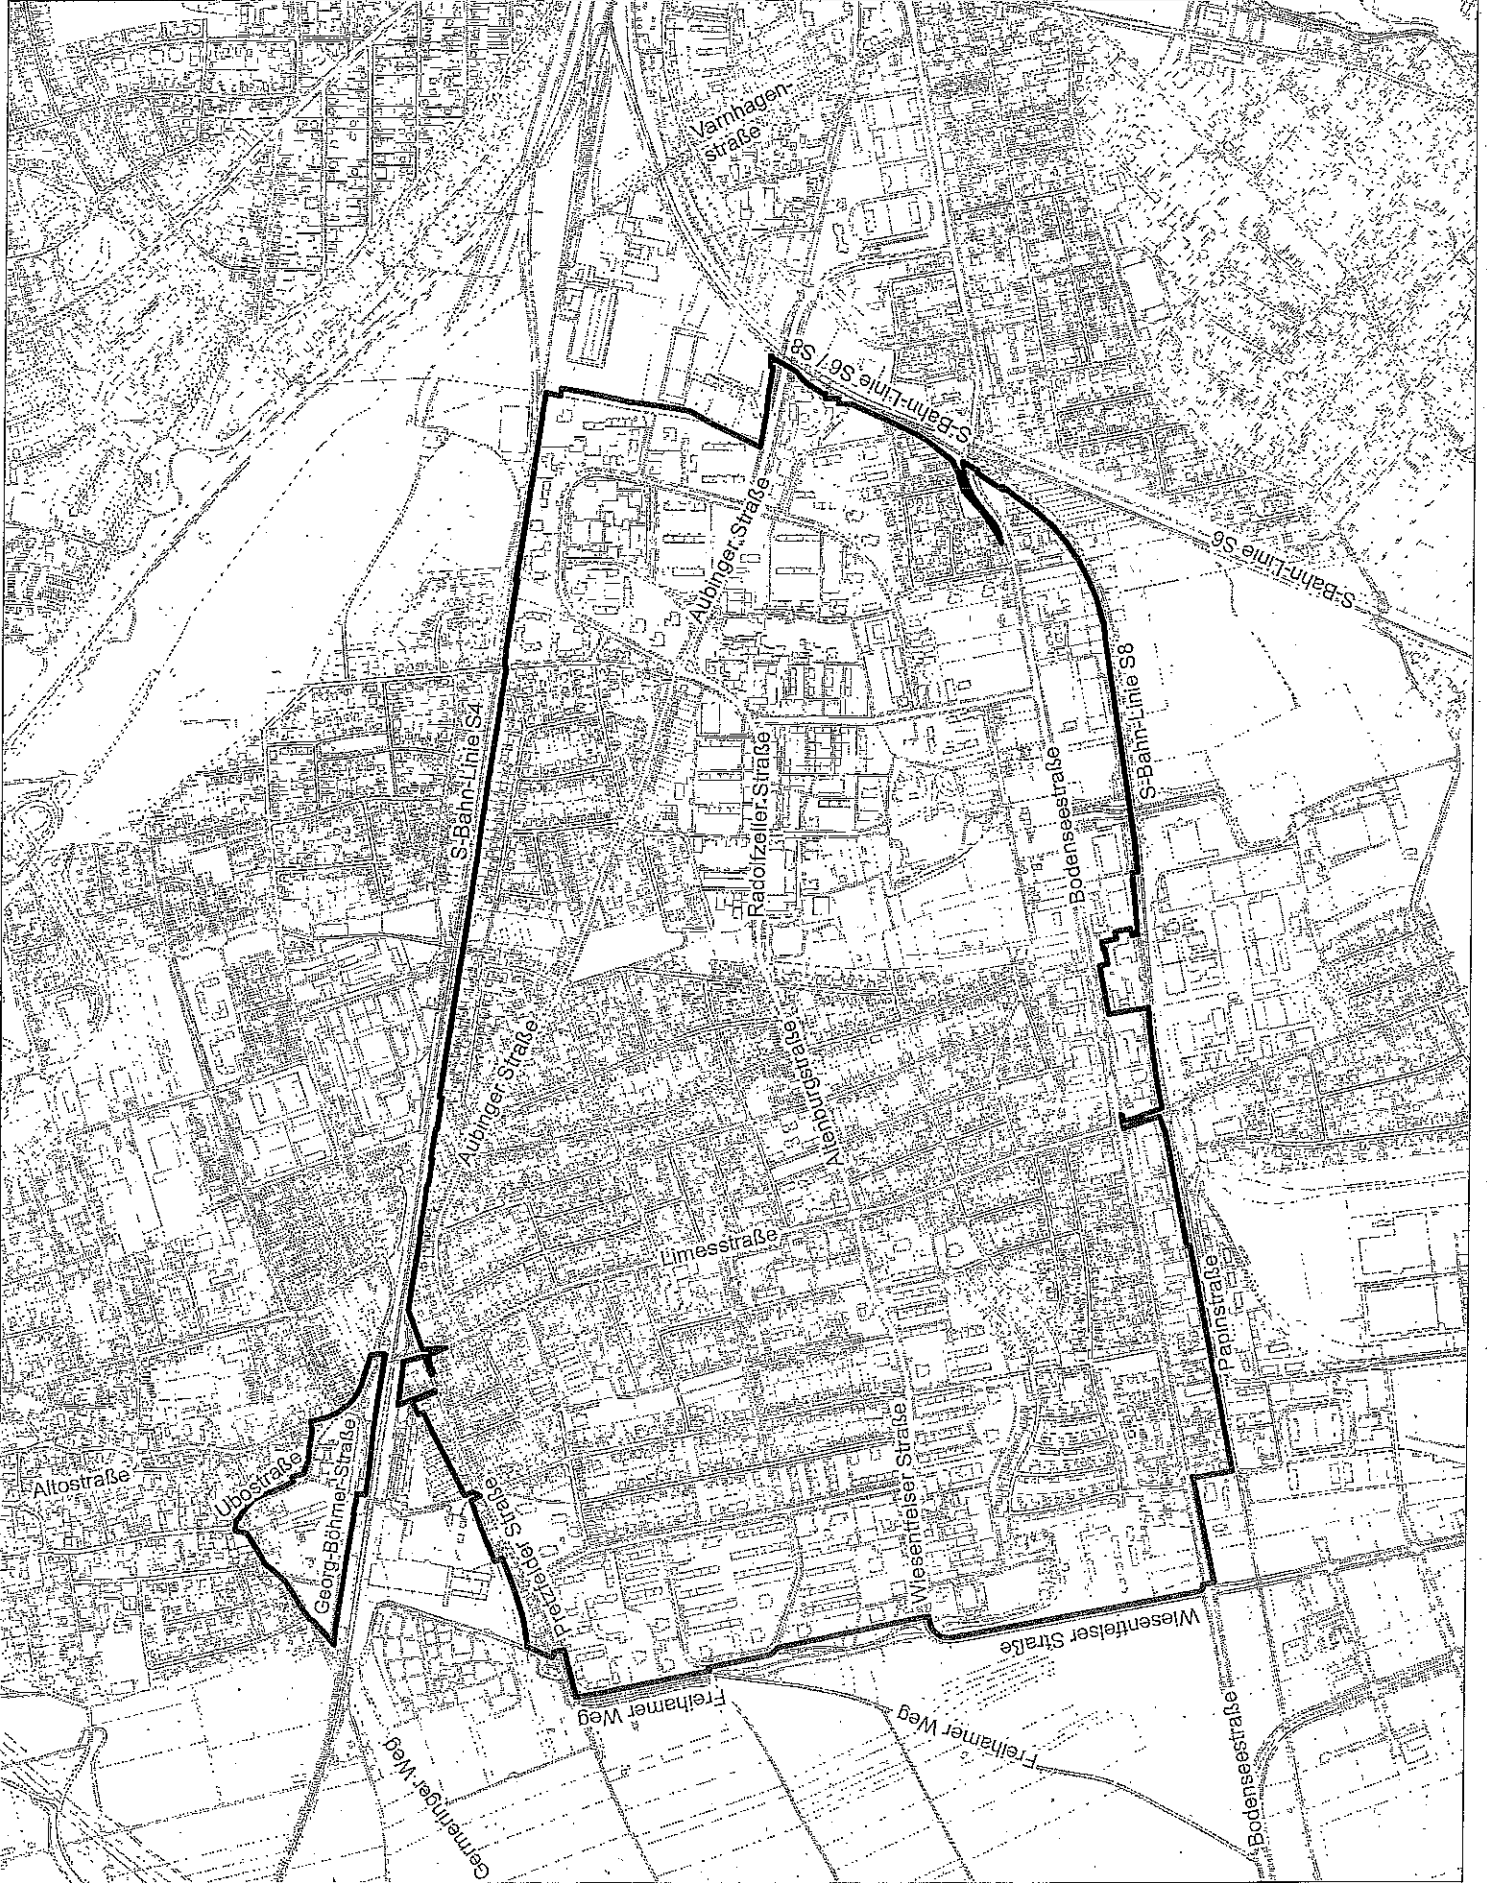 Varnhagen-
straße
S-Bahn-Linie S6 / S8
Aubinger Straße
S-Bahn-Linie S6
S-Bahn-Linie S4
S-Bahn-Linie S8
Radolfzeller Straße
Bodenseestraße
Aubinger Straße
Alenburgstraße
Limesstraße
Papinstraße
Altostraße
Ubostraße
Georg-Böhmer-Straße
Pretzfelder Straße
Wiesentfelser Straße
Wiesentfelser Straße
Freihamer Weg
Freihamer Weg
Germeringer Weg
Bodenseestraße